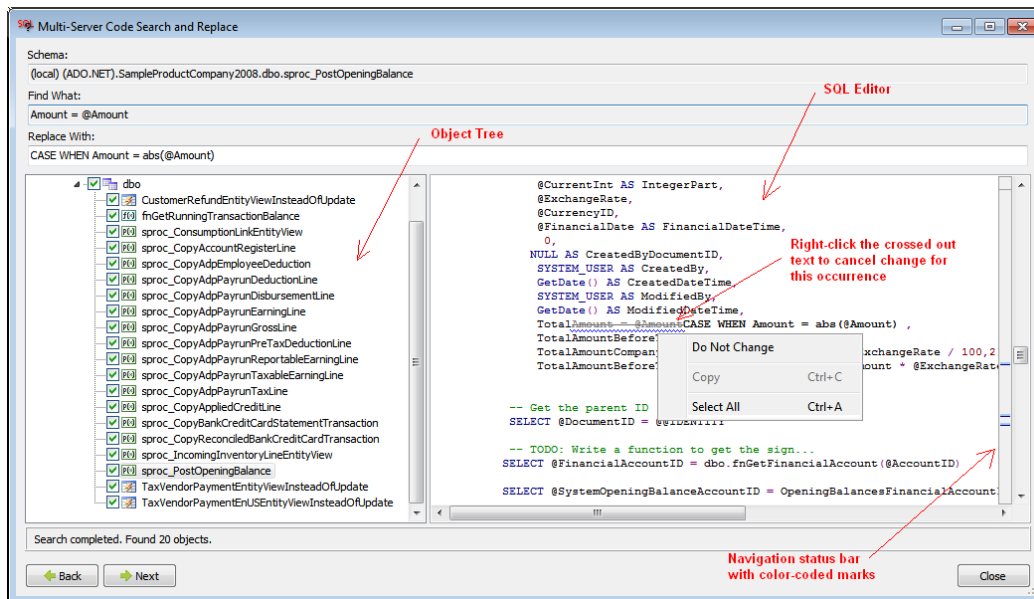 Multi-Server Code Search and Replace
Schema:
(local) (ADO.NET).SampleProductCompany2008.dbo.sproc_PostOpeningBalance
Find What:
Amount = @Amount
SQL Editor
Replace With:
Object Tree
CASE WHEN Amount = abs(@Amount)
dbo
CustomerRefundEntityViewInsteadOfUpdate
fnGetRunningTransactionBalance
sproc_ConsumptionLinkEntityView
sproc_CopyAccountRegisterLine
sproc_CopyAdpEmployeeDeduction
sproc_CopyAdpPayrunDeductionLine
sproc_CopyAdpPayrunDisbursementLine
sproc_CopyAdpPayrunEarningLine
sproc_CopyAdpPayrunGrossLine
sproc_CopyAdpPayrunPreTaxDeductionLine
sproc_CopyAdpPayrunReportableEarningLine
sproc_CopyAdpPayrunTaxableEarningLine
sproc_CopyAdpPayrunTaxLine
sproc_CopyAppliedCreditLine
sproc_CopyBankCreditCardStatementTransaction
sproc_CopyReconciledBankCreditCardTransaction
sproc_IncomingInventoryLineEntityView
sproc_PostOpeningBalance
TaxVendorPaymentEntityViewInsteadOfUpdate
TaxVendorPaymentEnUSEntityViewInsteadOfUpdate
@CurrentInt AS IntegerPart,
@ExchangeRate,
@CurrencyID,
@FinancialDate AS FinancialDateTime,
0,
NULL AS CreatedByDocumentID,
SYSTEM_USER AS CreatedBy,
GetDate() AS CreatedDateTime,
SYSTEM_USER AS ModifiedBy,
GetDate() AS ModifiedDateTime,
TotalAmount = @AmountCASE WHEN Amount = abs(@Amount) ,
TotalAmountBefore
TotalAmountCompany xchangeRate / 100,2
TotalAmountBefore ount * @ExchangeRate
Right-click the crossed out
text to cancel change for
this occurrence
Do Not Change
Copy Ctrl+C
Select All Ctrl+A
-- Get the parent ID
SELECT @DocumentID = @@IDENTITY
-- TODO: Write a function to get the sign...
SELECT @FinancialAccountID = dbo.fnGetFinancialAccount(@AccountID)
SELECT @SystemOpeningBalanceAccountID = OpeningBalancesFinancialAccount
Search completed. Found 20 objects.
Navigation status bar
with color-coded marks
Back Next Close